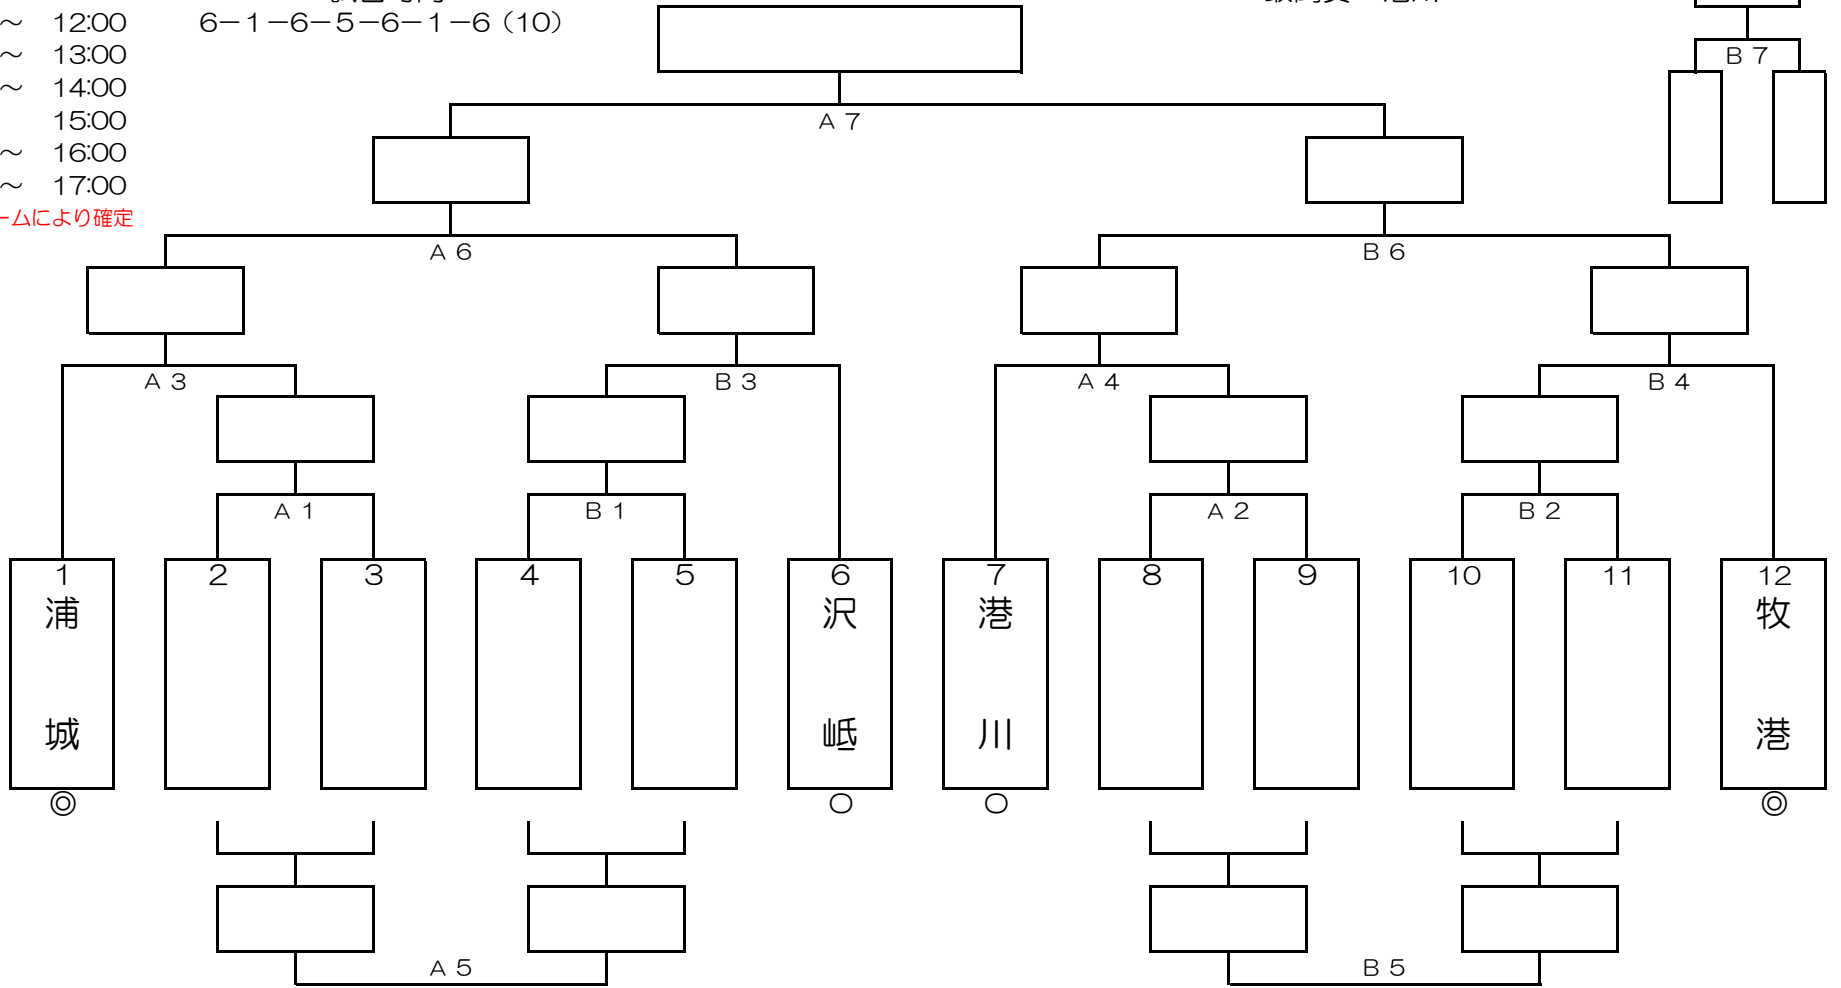 ～ 12:00 6－1－6－5－6－1－6（10）
～ 13:00
～ 14:00
15:00
～ 16:00
～ 17:00
ームにより確定
B 7
A 7
A 6
B 6
A 3
B 3
A 4
B 4
A 1
B 1
A 2
B 2
1 2 3 4 5 6 7 8 9 10 11 12
浦城
沢岻
港川
牧港
◎ ○ ○ ◎
A 5
B 5